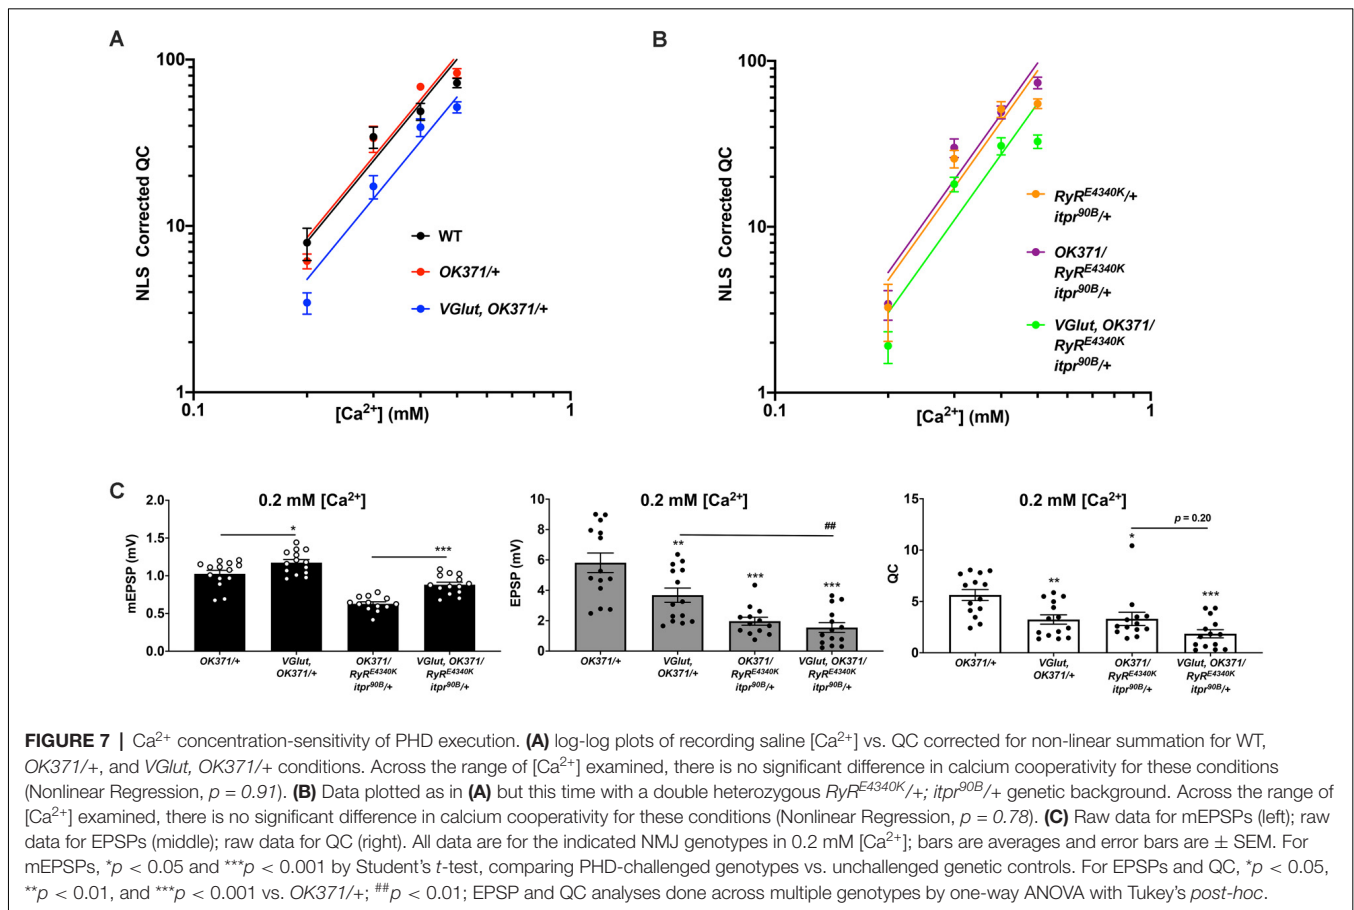 A
100
10
1
0.1
1
NLS Corrected QC
[Ca²⁺] (mM)
WT
OK371/+
VGlut, OK371/+
B
100
10
1
0.1
1
NLS Corrected QC
[Ca²⁺] (mM)
RyRᴱ⁴³⁴⁰ᴷ/+
itpr⁹⁰ᴮ/+
OK371/
RyRᴱ⁴³⁴⁰ᴷ
itpr⁹⁰ᴮ/+
VGlut, OK371/
RyRᴱ⁴³⁴⁰ᴷ
itpr⁹⁰ᴮ/+
C
0.2 mM [Ca²⁺]
2.0
1.5
1.0
0.5
0.0
mEPSP (mV)
*
***
OK371/+
VGlut,
OK371/+
OK371/
RyRᴱ⁴³⁴⁰ᴷ
itpr⁹⁰ᴮ/+
VGlut, OK371/
RyRᴱ⁴³⁴⁰ᴷ
itpr⁹⁰ᴮ/+
0.2 mM [Ca²⁺]
10
8
6
4
2
0
EPSP (mV)
**
***
***
##
OK371/+
VGlut,
OK371/+
OK371/
RyRᴱ⁴³⁴⁰ᴷ
itpr⁹⁰ᴮ/+
VGlut, OK371/
RyRᴱ⁴³⁴⁰ᴷ
itpr⁹⁰ᴮ/+
0.2 mM [Ca²⁺]
15
10
5
0
QC
**
*
***
p = 0.20
OK371/+
VGlut,
OK371/+
OK371/
RyRᴱ⁴³⁴⁰ᴷ
itpr⁹⁰ᴮ/+
VGlut, OK371/
RyRᴱ⁴³⁴⁰ᴷ
itpr⁹⁰ᴮ/+
FIGURE 7 | Ca²⁺ concentration-sensitivity of PHD execution. (A) log-log plots of recording saline [Ca²⁺] vs. QC corrected for non-linear summation for WT,
OK371/+, and VGlut, OK371/+ conditions. Across the range of [Ca²⁺] examined, there is no significant difference in calcium cooperativity for these conditions
(Nonlinear Regression, p = 0.91). (B) Data plotted as in (A) but this time with a double heterozygous RyRᴱ⁴³⁴⁰ᴷ/+; itpr⁹⁰ᴮ/+ genetic background. Across the range of
[Ca²⁺] examined, there is no significant difference in calcium cooperativity for these conditions (Nonlinear Regression, p = 0.78). (C) Raw data for mEPSPs (left); raw
data for EPSPs (middle); raw data for QC (right). All data are for the indicated NMJ genotypes in 0.2 mM [Ca²⁺]; bars are averages and error bars are ± SEM. For
mEPSPs, *p < 0.05 and ***p < 0.001 by Student's t-test, comparing PHD-challenged genotypes vs. unchallenged genetic controls. For EPSPs and QC, *p < 0.05,
**p < 0.01, and ***p < 0.001 vs. OK371/+; ##p < 0.01; EPSP and QC analyses done across multiple genotypes by one-way ANOVA with Tukey's post-hoc.